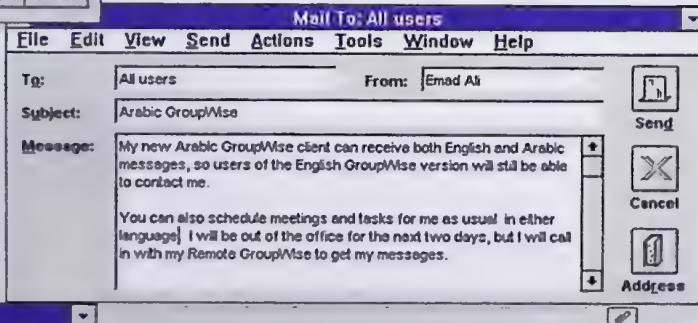 Mail To: All users
File Edit View Send Actions Tools Window Help
To: All users From: Emad Ali
Subject: Arabic GroupWise
Send
Message: My new Arabic GroupWise client can receive both English and Arabic
messages, so users of the English GroupWise version will still be able
to contact me.
Cancel
You can also schedule meetings and tasks for me as usual in either
language I will be out of the office for the next two days, but I will call
in with my Remote GroupWise to get my messages.
Address